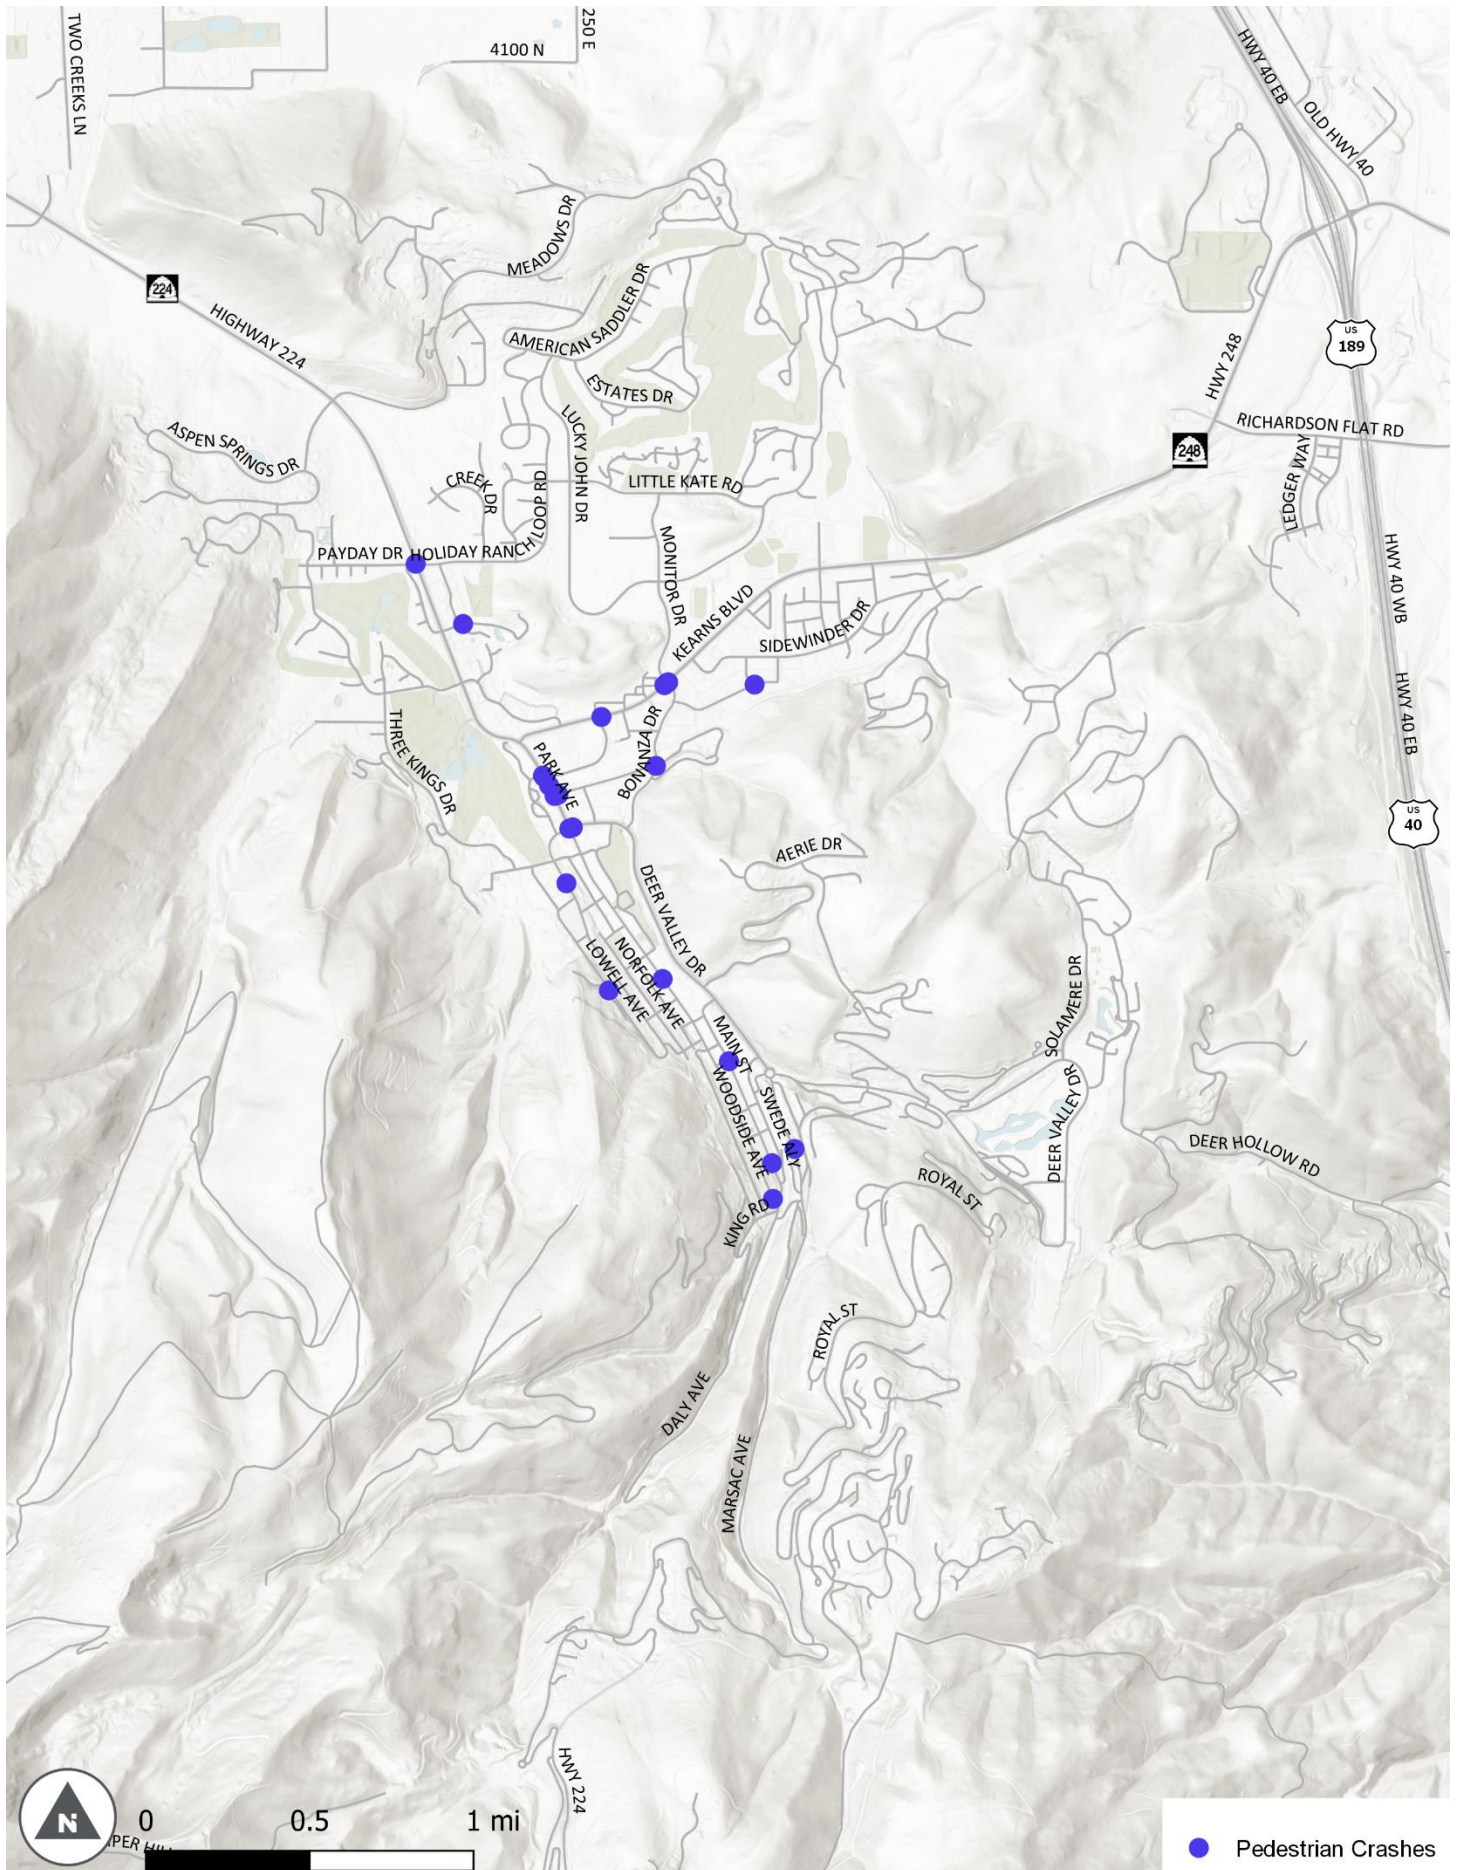 TWO CREEKS LN
4100 N
250 E
HWY 40 EB
OLD HWY 40
MEADOWS DR
224
HIGHWAY 224
AMERICAN SADDLER DR
ESTATES DR
US
189
HWY 248
RICHARDSON FLAT RD
248
LEDGER WAY
ASPEN SPRINGS DR
LUCKY JOHN DR
CREEK DR
LITTLE KATE RD
PAYDAY DR
HOLIDAY RANCH LOOP RD
MONITOR DR
KEARNS BLVD
SIDEWINDER DR
HWY 40 WB
HWY 40 EB
THREE KINGS DR
PARK AVE
BONANZA DR
US
40
AERIE DR
DEER VALLEY DR
LOWELL AVE
NORFOLK AVE
SOLAMERE DR
MAIN ST
WOODSIDE AVE
SWEDE ALY
DEER VALLEY DR
DEER HOLLOW RD
ROYAL ST
KING RD
ROYAL ST
DALY AVE
MARSAC AVE
HWY 224
N
0 0.5 1 mi
Pedestrian Crashes